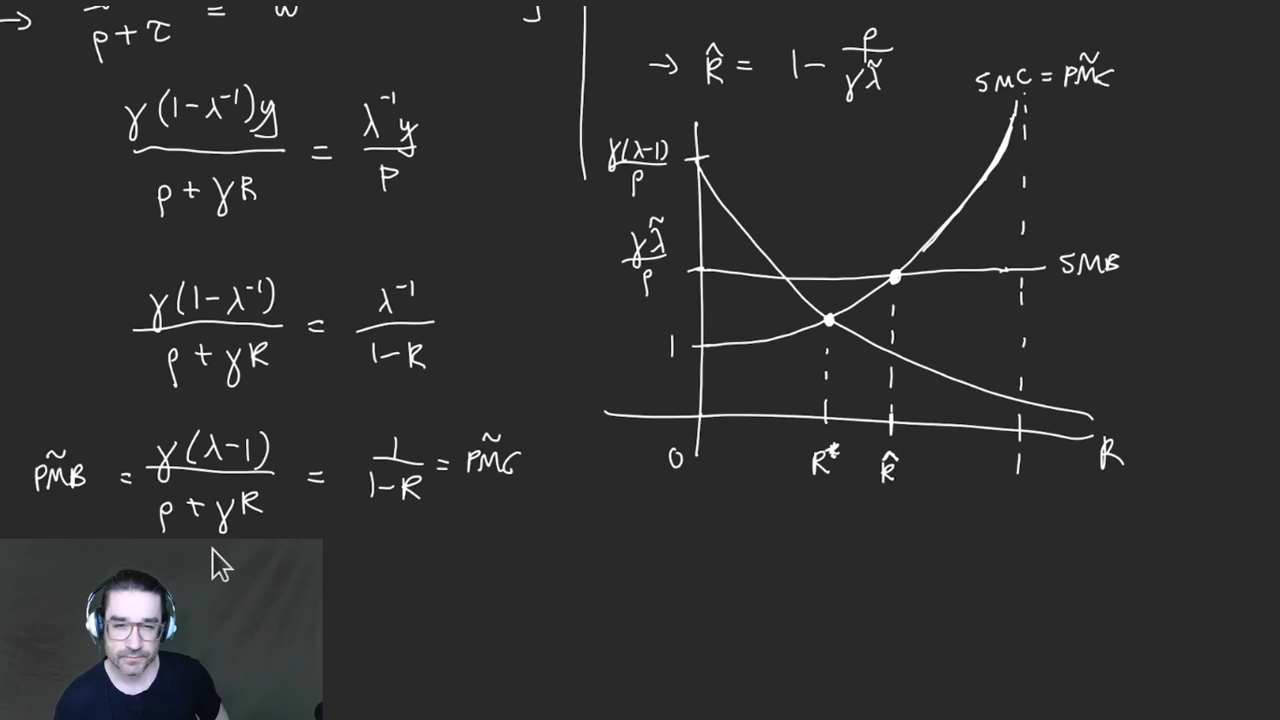 → ρ+τ = w
γ(1-λ⁻¹)y / ρ+γR = λ⁻¹y / P
γ(1-λ⁻¹) / ρ+γR = λ⁻¹ / 1-R
PM̃B = γ(λ-1) / ρ+γR = 1 / 1-R = PM̃C
→ R̂ = 1 - ρ / γλ̃
SMC = PM̃C
γ(λ-1) / ρ
γλ̃ / ρ
SMB
1
0 R* R̂ 1 R